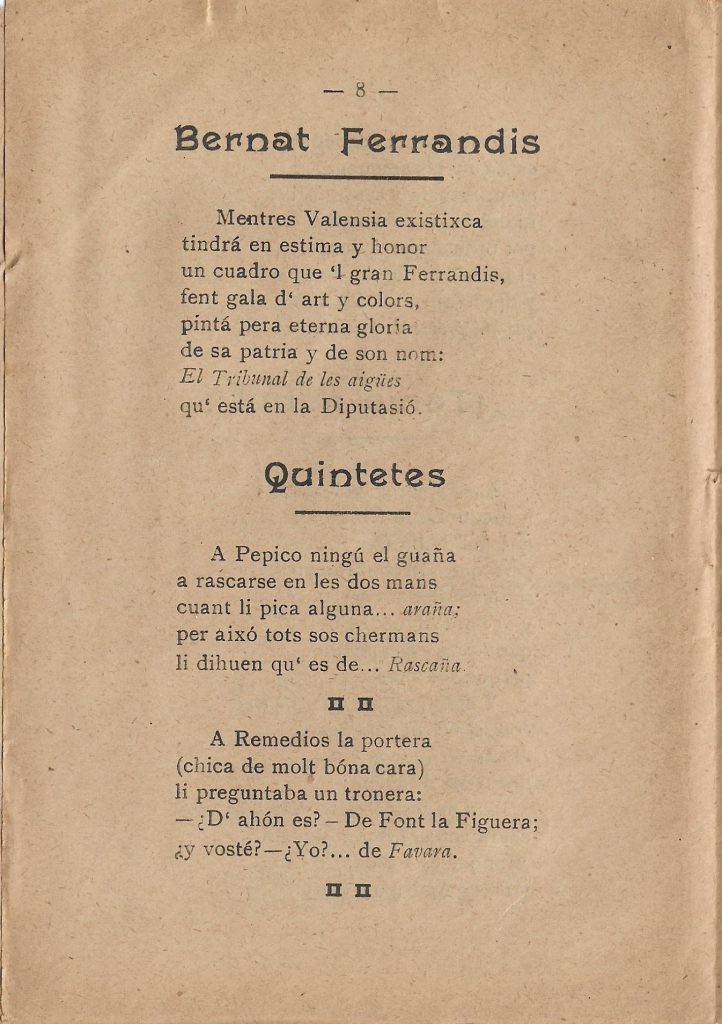 — 8 —
Bernat Ferrandis
Mentres Valensia existixca
tindrá en estima y honor
un cuadro que ‘l gran Ferrandis,
fent gala d‘ art y colors,
pintá pera eterna gloria
de sa patria y de son nom:
El Tribunal de les aigües
qu‘ está en la Diputasió.
Quintetes
A Pepico ningú el guaña
a rascarse en les dos mans
cuant li pica alguna... araña;
per aixó tots sos chermans
li dihuen qu‘ es de... Rascaña.
A Remedios la portera
(chica de molt bóna cara)
li preguntaba un tronera:
—¿D‘ ahón es? – De Font la Figuera;
¿y vosté?—¿Yo?... de Favara.